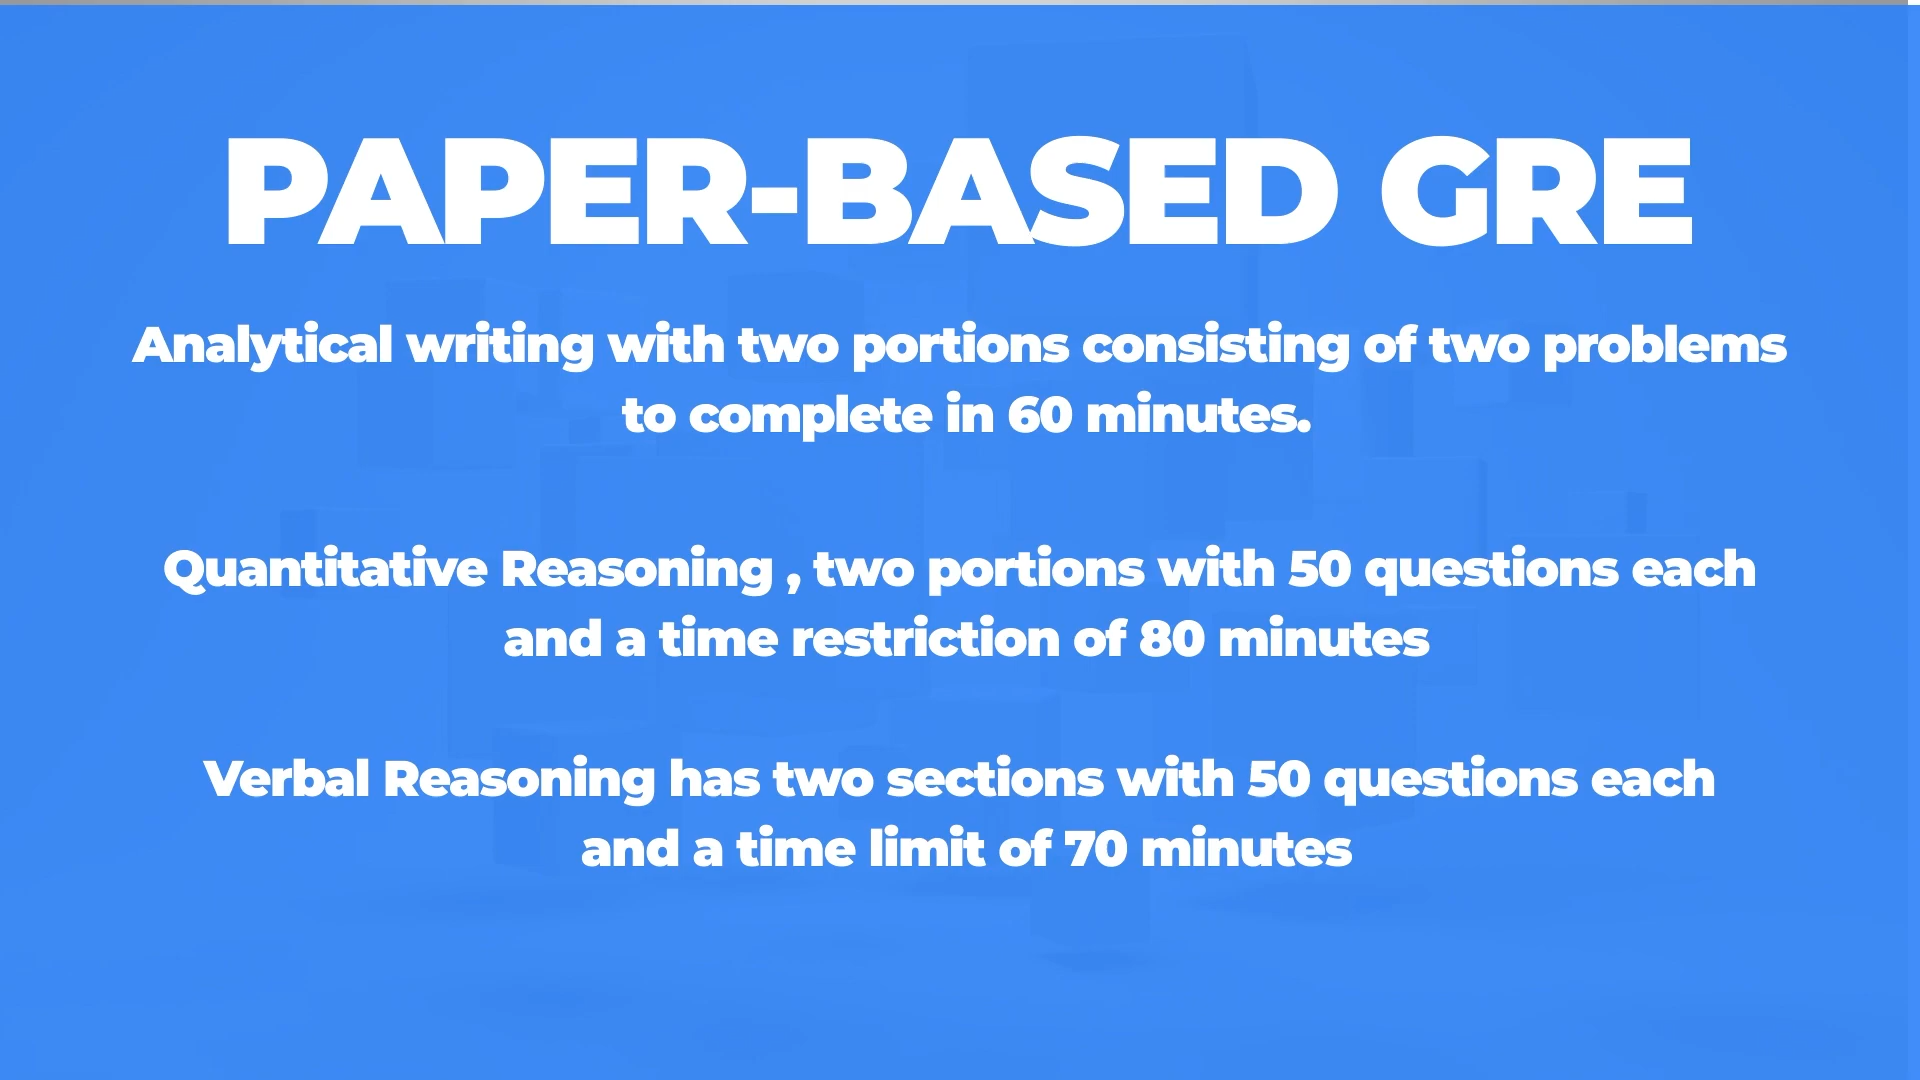 PAPER-BASED GRE
Analytical writing with two portions consisting of two problems
to complete in 60 minutes.
Quantitative Reasoning , two portions with 50 questions each
and a time restriction of 80 minutes
Verbal Reasoning has two sections with 50 questions each
and a time limit of 70 minutes